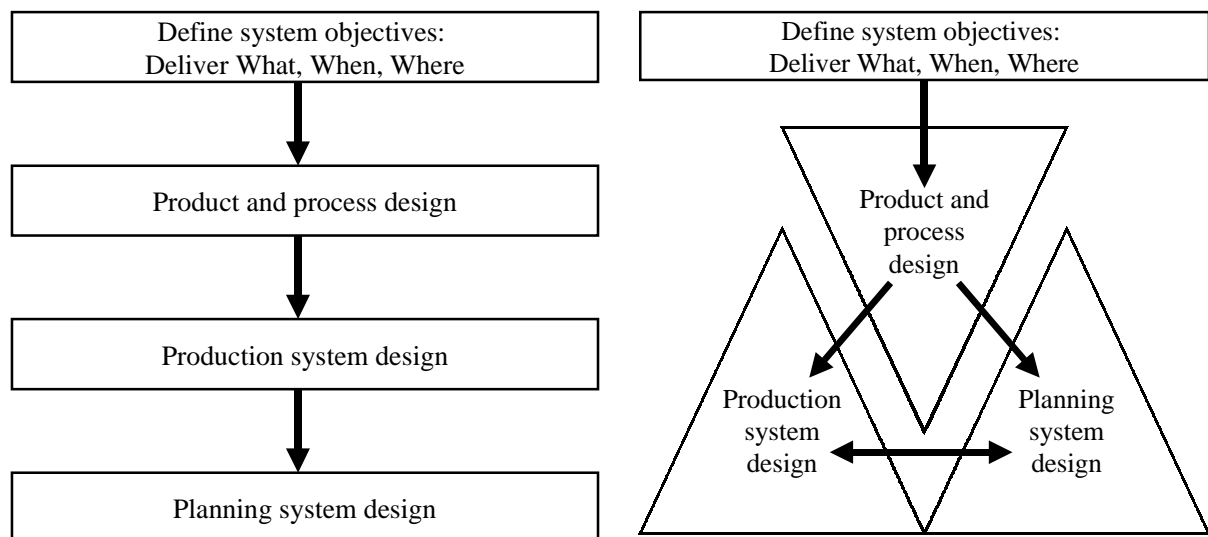 Define system objectives:
Deliver What, When, Where
Product and process design
Production system design
Planning system design
Define system objectives:
Deliver What, When, Where
Product and
process
design
Production
system
design
Planning
system
design